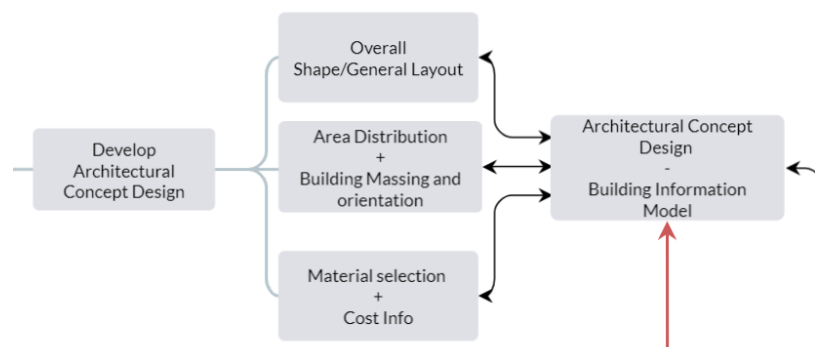 Overall
Shape/General Layout
Develop
Architectural
Concept Design
Area Distribution
+
Building Massing and
orientation
Material selection
+
Cost Info
Architectural Concept
Design
-
Building Information
Model